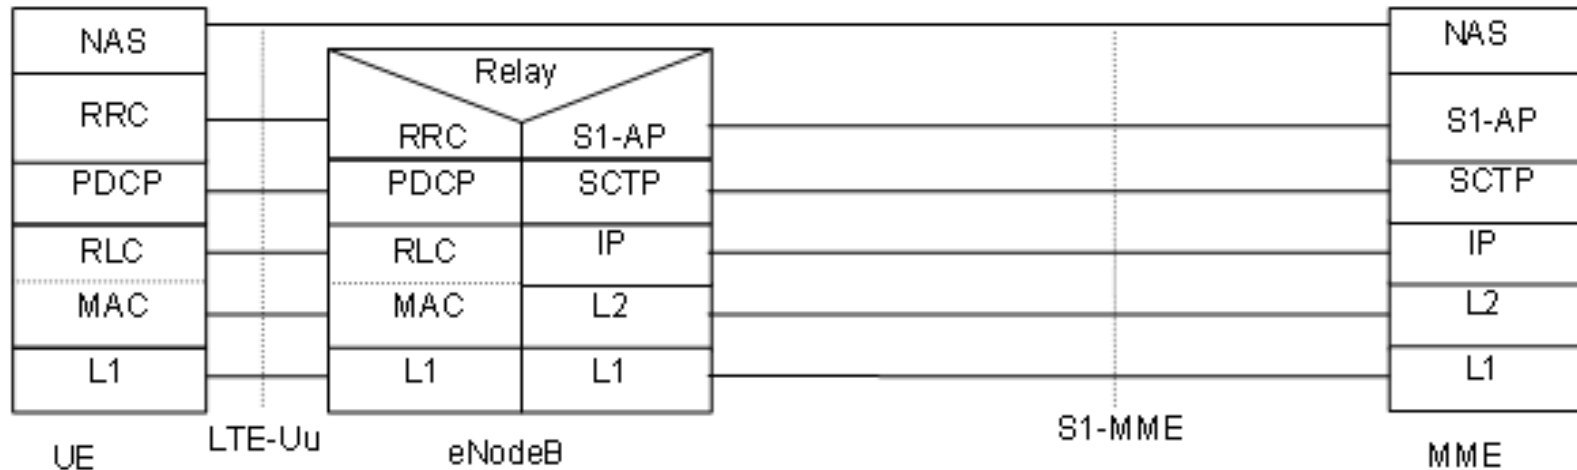 NAS
RRC
PDCP
RLC
MAC
L1
UE
LTE-Uu
Relay
RRC
S1-AP
PDCP
SCTP
RLC
IP
MAC
L2
L1
L1
eNodeB
S1-MME
NAS
S1-AP
SCTP
IP
L2
L1
MME